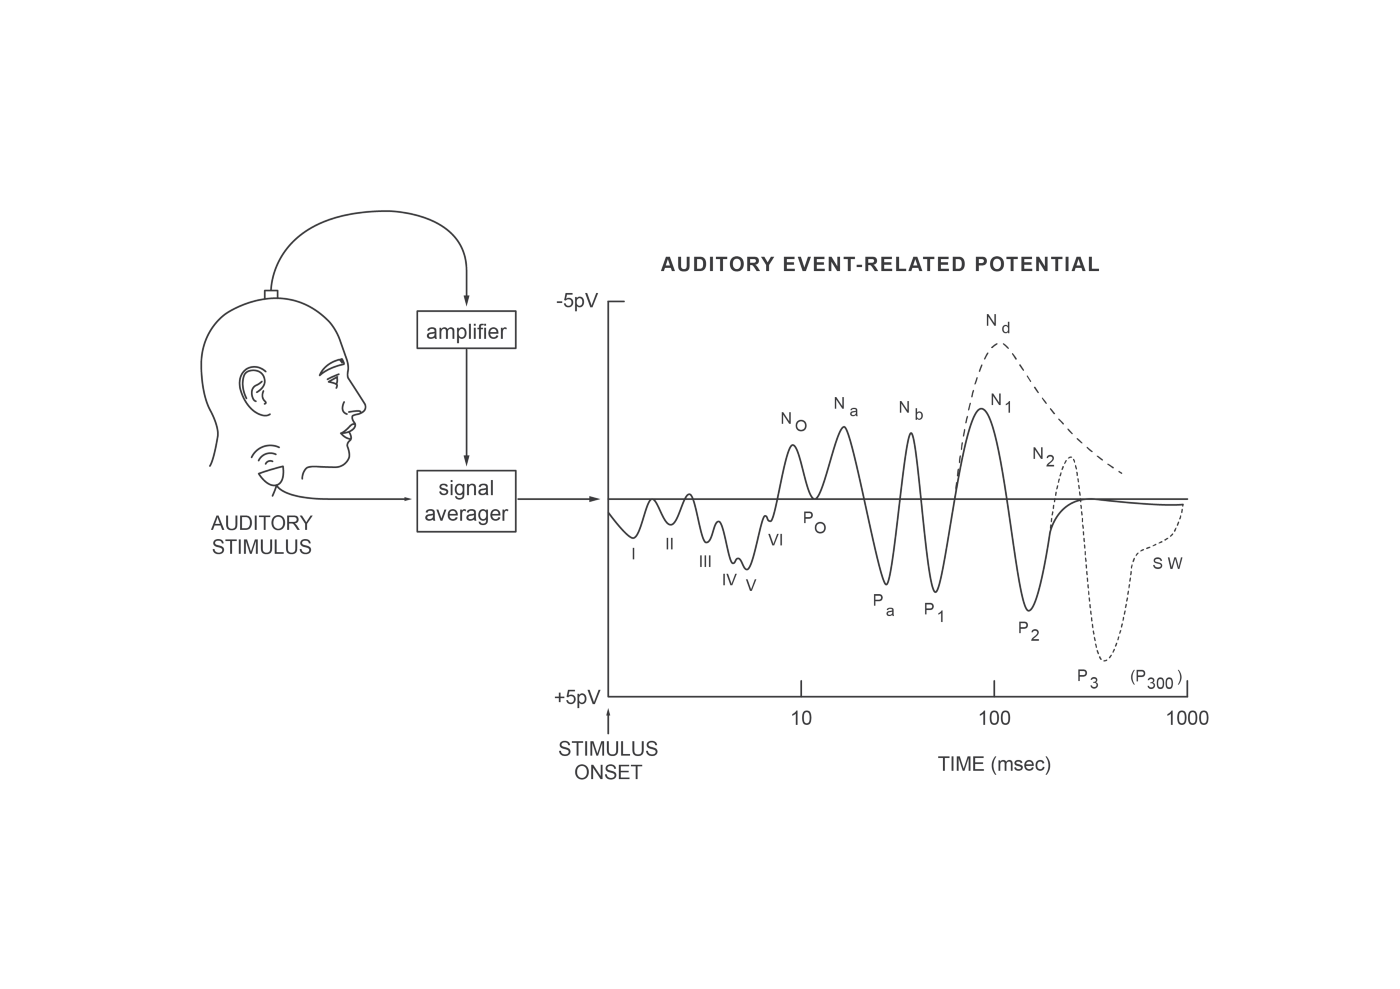 AUDITORY EVENT-RELATED POTENTIAL
-5pV
amplifier
signal
averager
AUDITORY
STIMULUS
I
II
III
IV
V
VI
N O
P O
N a
P a
N b
P 1
N d
N 1
P 2
N 2
P 3
(P 300 )
S W
+5pV
10
100
1000
STIMULUS
ONSET
TIME (msec)